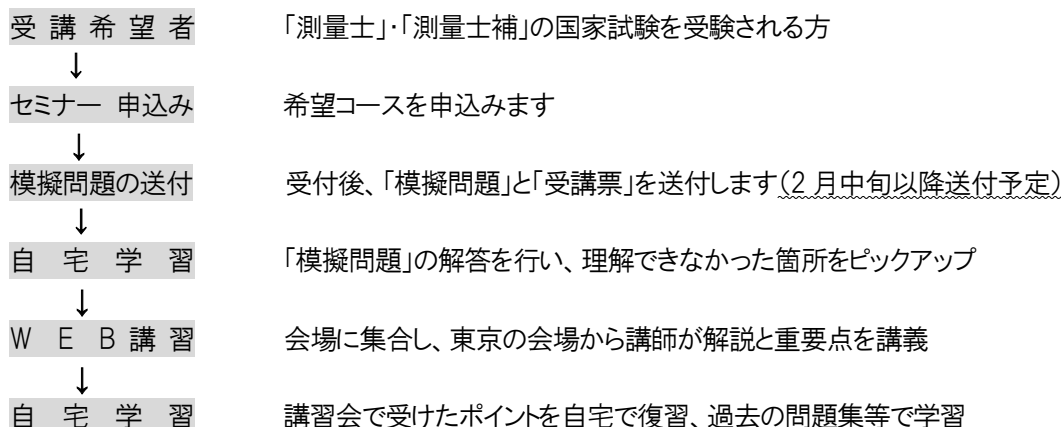 受 講 希 望 者 「測量士」・「測量士補」の国家試験を受験される方
↓
セミナー 申込み 希望コースを申込みます
↓
模擬問題の送付 受付後、「模擬問題」と「受講票」を送付します(2 月中旬以降送付予定)
↓
自 宅 学 習 「模擬問題」の解答を行い、理解できなかった箇所をピックアップ
↓
W E B 講 習 会場に集合し、東京の会場から講師が解説と重要点を講義
↓
自 宅 学 習 講習会で受けたポイントを自宅で復習、過去の問題集等で学習